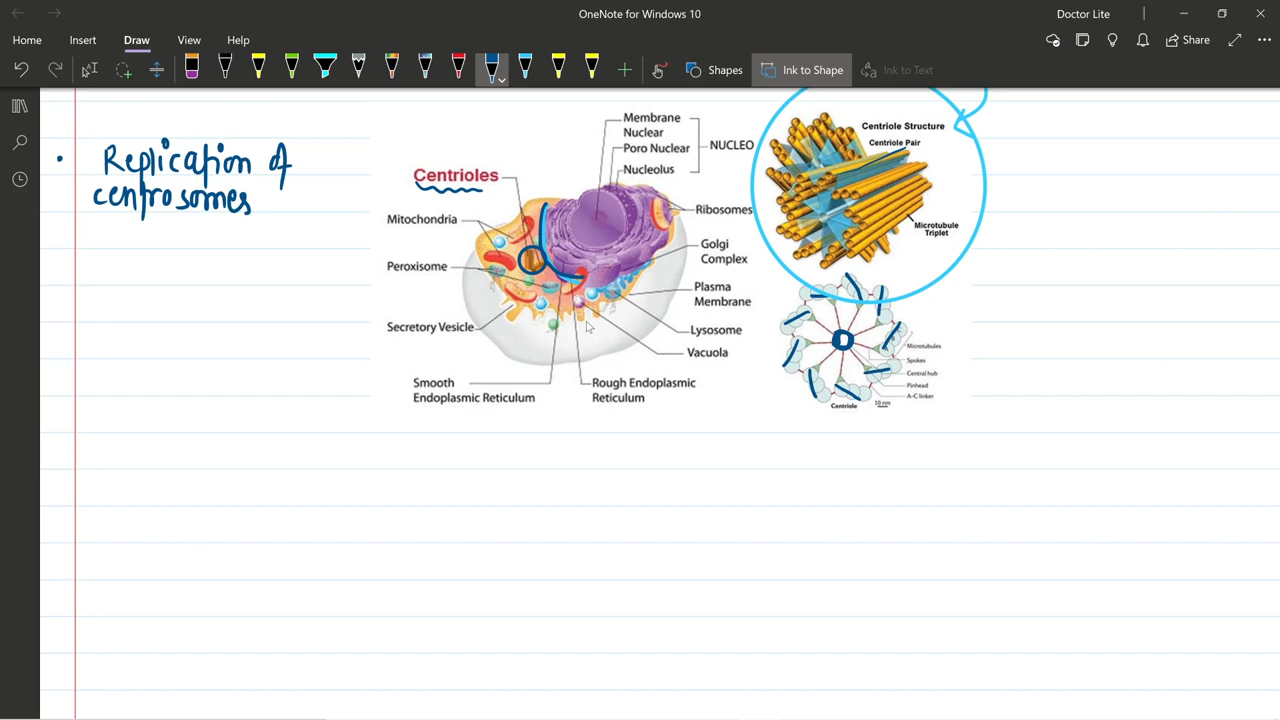 OneNote for Windows 10
Doctor Lite
Home
Insert
Draw
View
Help
Share
Shapes
Ink to Shape
Ink to Text
• Replication of
centrosomes
Centrioles
Mitochondria
Peroxisome
Secretory Vesicle
Smooth
Endoplasmic Reticulum
Membrane
Nuclear
Poro Nuclear
Nucleolus
NUCLEO
Ribosomes
Golgi
Complex
Plasma
Membrane
Lysosome
Vacuola
Rough Endoplasmic
Reticulum
Centriole Structure
Centriole Pair
Microtubule
Triplet
Microtubules
Spokes
Central hub
Pinhead
A-C linker
Centriole
10 nm